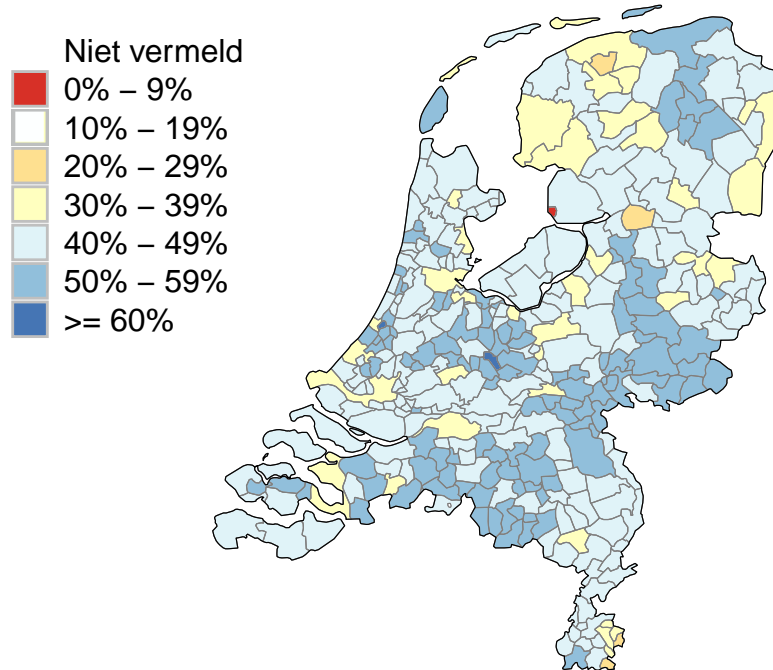 Niet vermeld
0% – 9%
10% – 19%
20% – 29%
30% – 39%
40% – 49%
50% – 59%
>= 60%